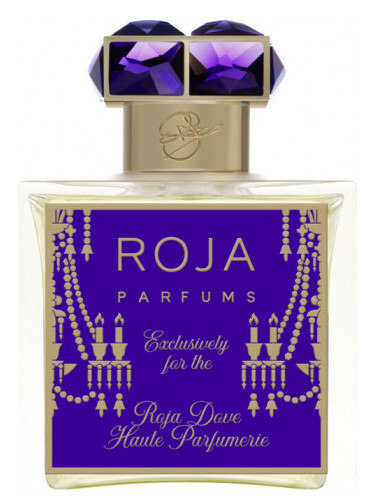 ROJA
PARFUMS
Exclusively
for the
Roja Dove
Haute Parfumerie